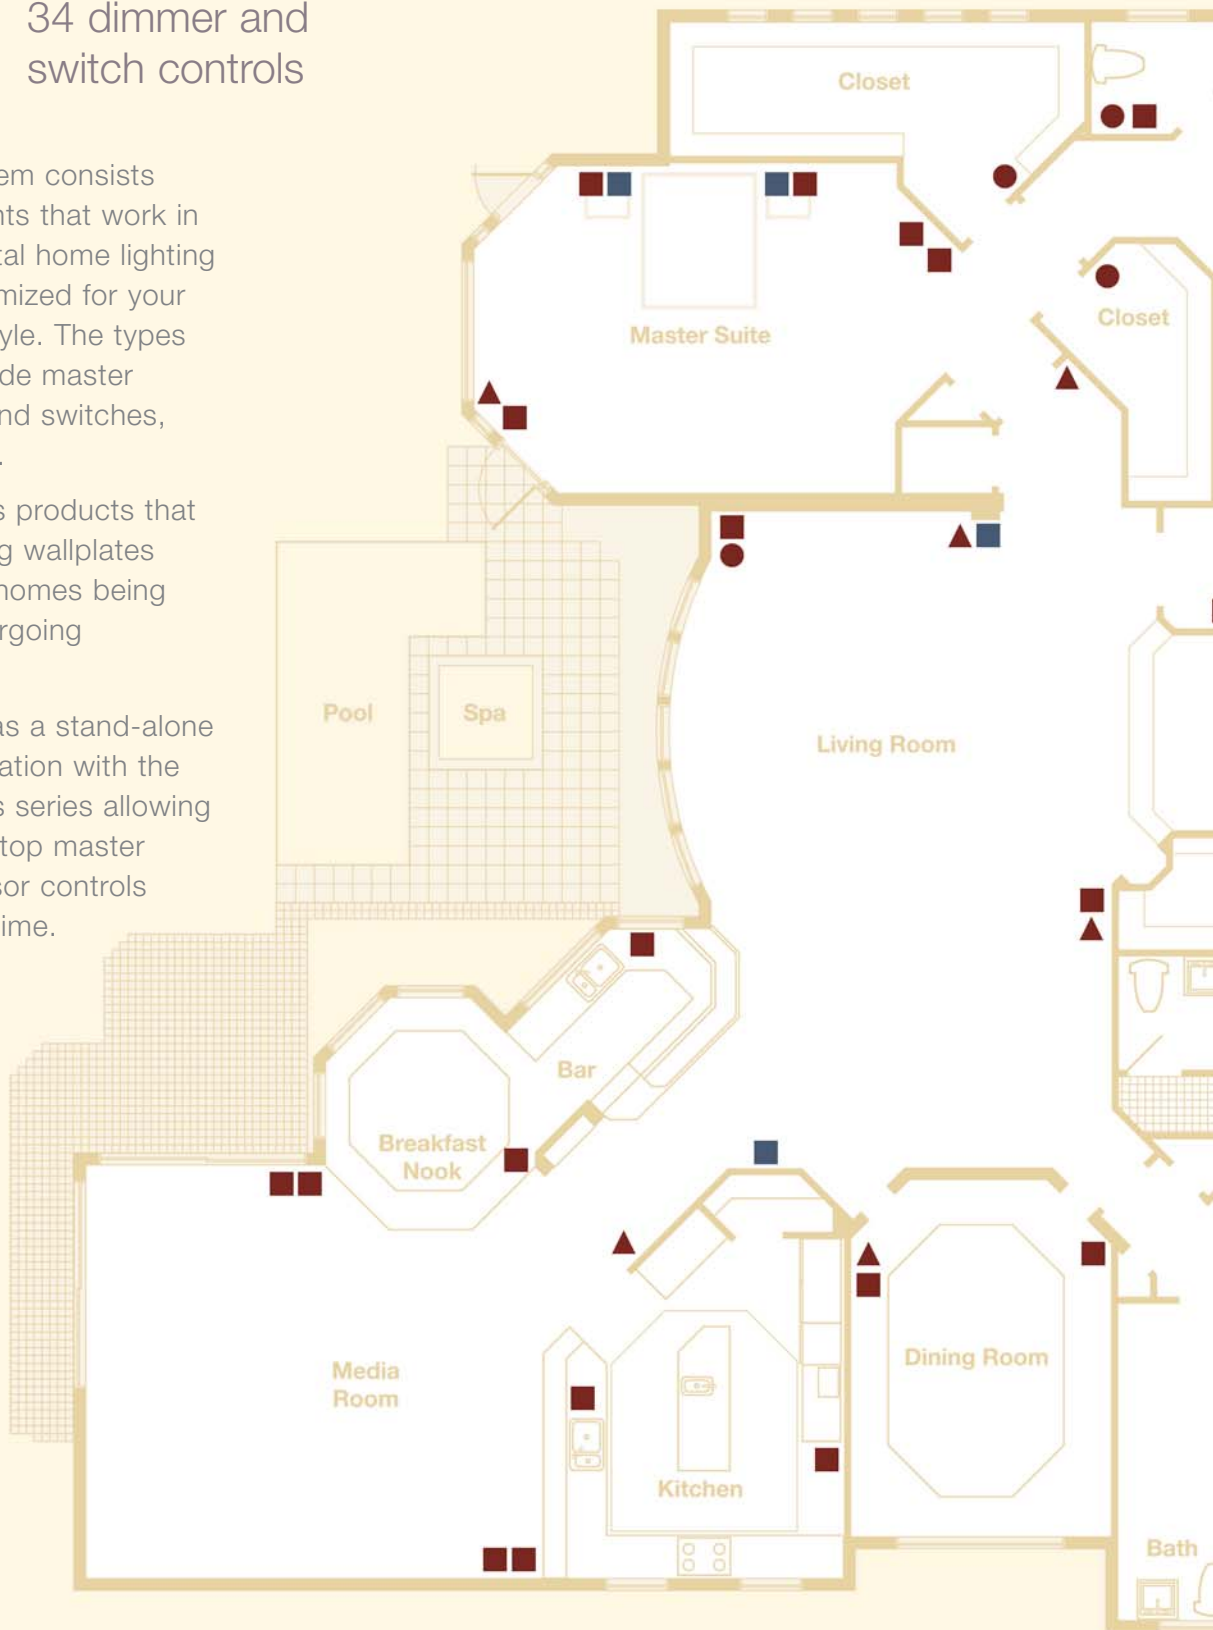 34 dimmer and
switch controls
em consists
nts that work in
tal home lighting
mized for your
yle. The types
de master
nd switches,
.
s products that
g wallplates
homes being
rgoing
as a stand-alone
ation with the
s series allowing
top master
sor controls
ime.
Closet
Master Suite
Closet
Pool
Spa
Living Room
Bar
Breakfast
Nook
Media
Room
Dining Room
Kitchen
Bath